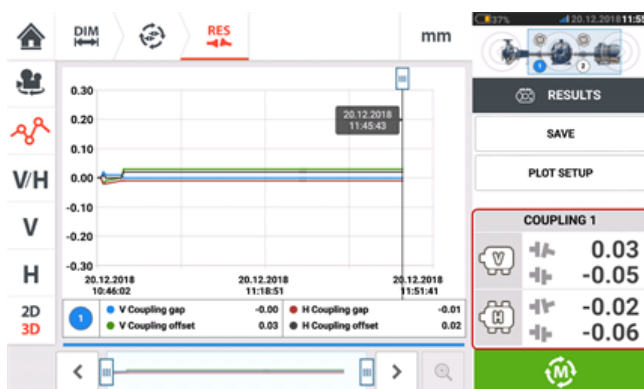 DIM
RES
mm
37%
20.12.2018 11:55
1
2
RESULTS
SAVE
PLOT SETUP
V/H
V
H
2D
3D
0.30
0.20
0.10
0.00
-0.10
-0.20
-0.30
20.12.2018
11:45:43
20.12.2018
10:46:02
20.12.2018
11:18:51
20.12.2018
11:51:41
1
V Coupling gap -0.00
H Coupling gap -0.01
V Coupling offset 0.03
H Coupling offset 0.02
COUPLING 1
V
0.03
-0.05
H
-0.02
-0.06
M